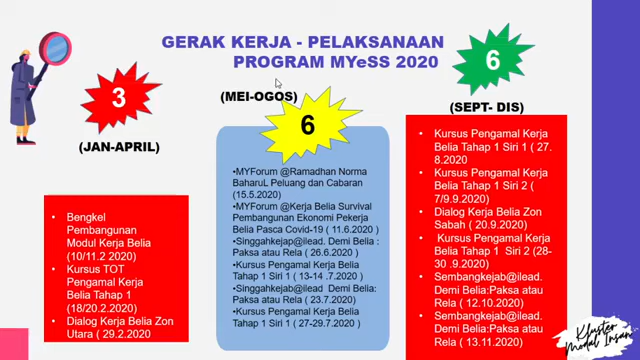 GERAK KERJA - PELAKSANAAN
PROGRAM MYeSS 2020
3
(JAN-APRIL)
Bengkel
Pembangunan
Modul Kerja Belia
(10/11.2 2020)
Kursus TOT
Pengamal Kerja
Belia Tahap 1
(18/20.2.2020)
Dialog Kerja Belia Zon
Utara ( 29.2.2020
(MEI-OGOS)
6
•MYForum @Ramadhan Norma
BaharuL Peluang dan Cabaran
(15.5.2020)
•MYForum @Kerja Belia Survival
Pembangunan Ekonomi Pekerja
Belia Pasca Covid-19 ( 11.6.2020)
•Singgahkejap@ilead. Demi Belia :
Paksa atau Rela ( 26.6.2020)
•Kursus Pengamal Kerja Belia
Tahap 1 Siri 1 ( 13-14 .7.2020)
•Singgahkejab@ilead Demi Belia:
Paksa atau Rela ( 23.7.2020)
•Kursus Pengamal Kerja Belia
Tahap 1 Siri 1 ( 27-29.7.2020)
6
(SEPT- DIS)
Kursus Pengamal Kerja
Belia Tahap 1 Siri 1 ( 27.
8.2020
Kursus Pengamal Kerja
Belia Tahap 1 Siri 2 (
7/9.9.2020)
Dialog Kerja Belia Zon
Sabah ( 20.9.2020)
Kursus Pengamal Kerja
Belia Tahap 1 Siri 2 (28-
30 .9.2020)
Sembangkejab@ilead.
Demi Belia:Paksa atau
Rela ( 12.10.2020)
Sembangkejab@ilead.
Demi Belia:Paksa atau
Rela ( 13.11.2020)
Kluster
Modal Insan